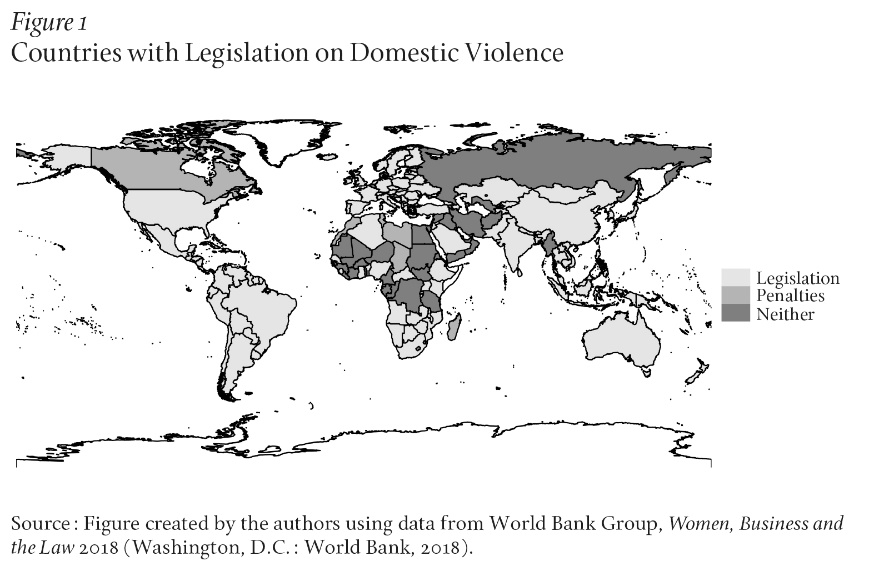 Figure 1
Countries with Legislation on Domestic Violence
Legislation
Penalties
Neither
Source: Figure created by the authors using data from World Bank Group, Women, Business and
the Law 2018 (Washington, D.C.: World Bank, 2018).